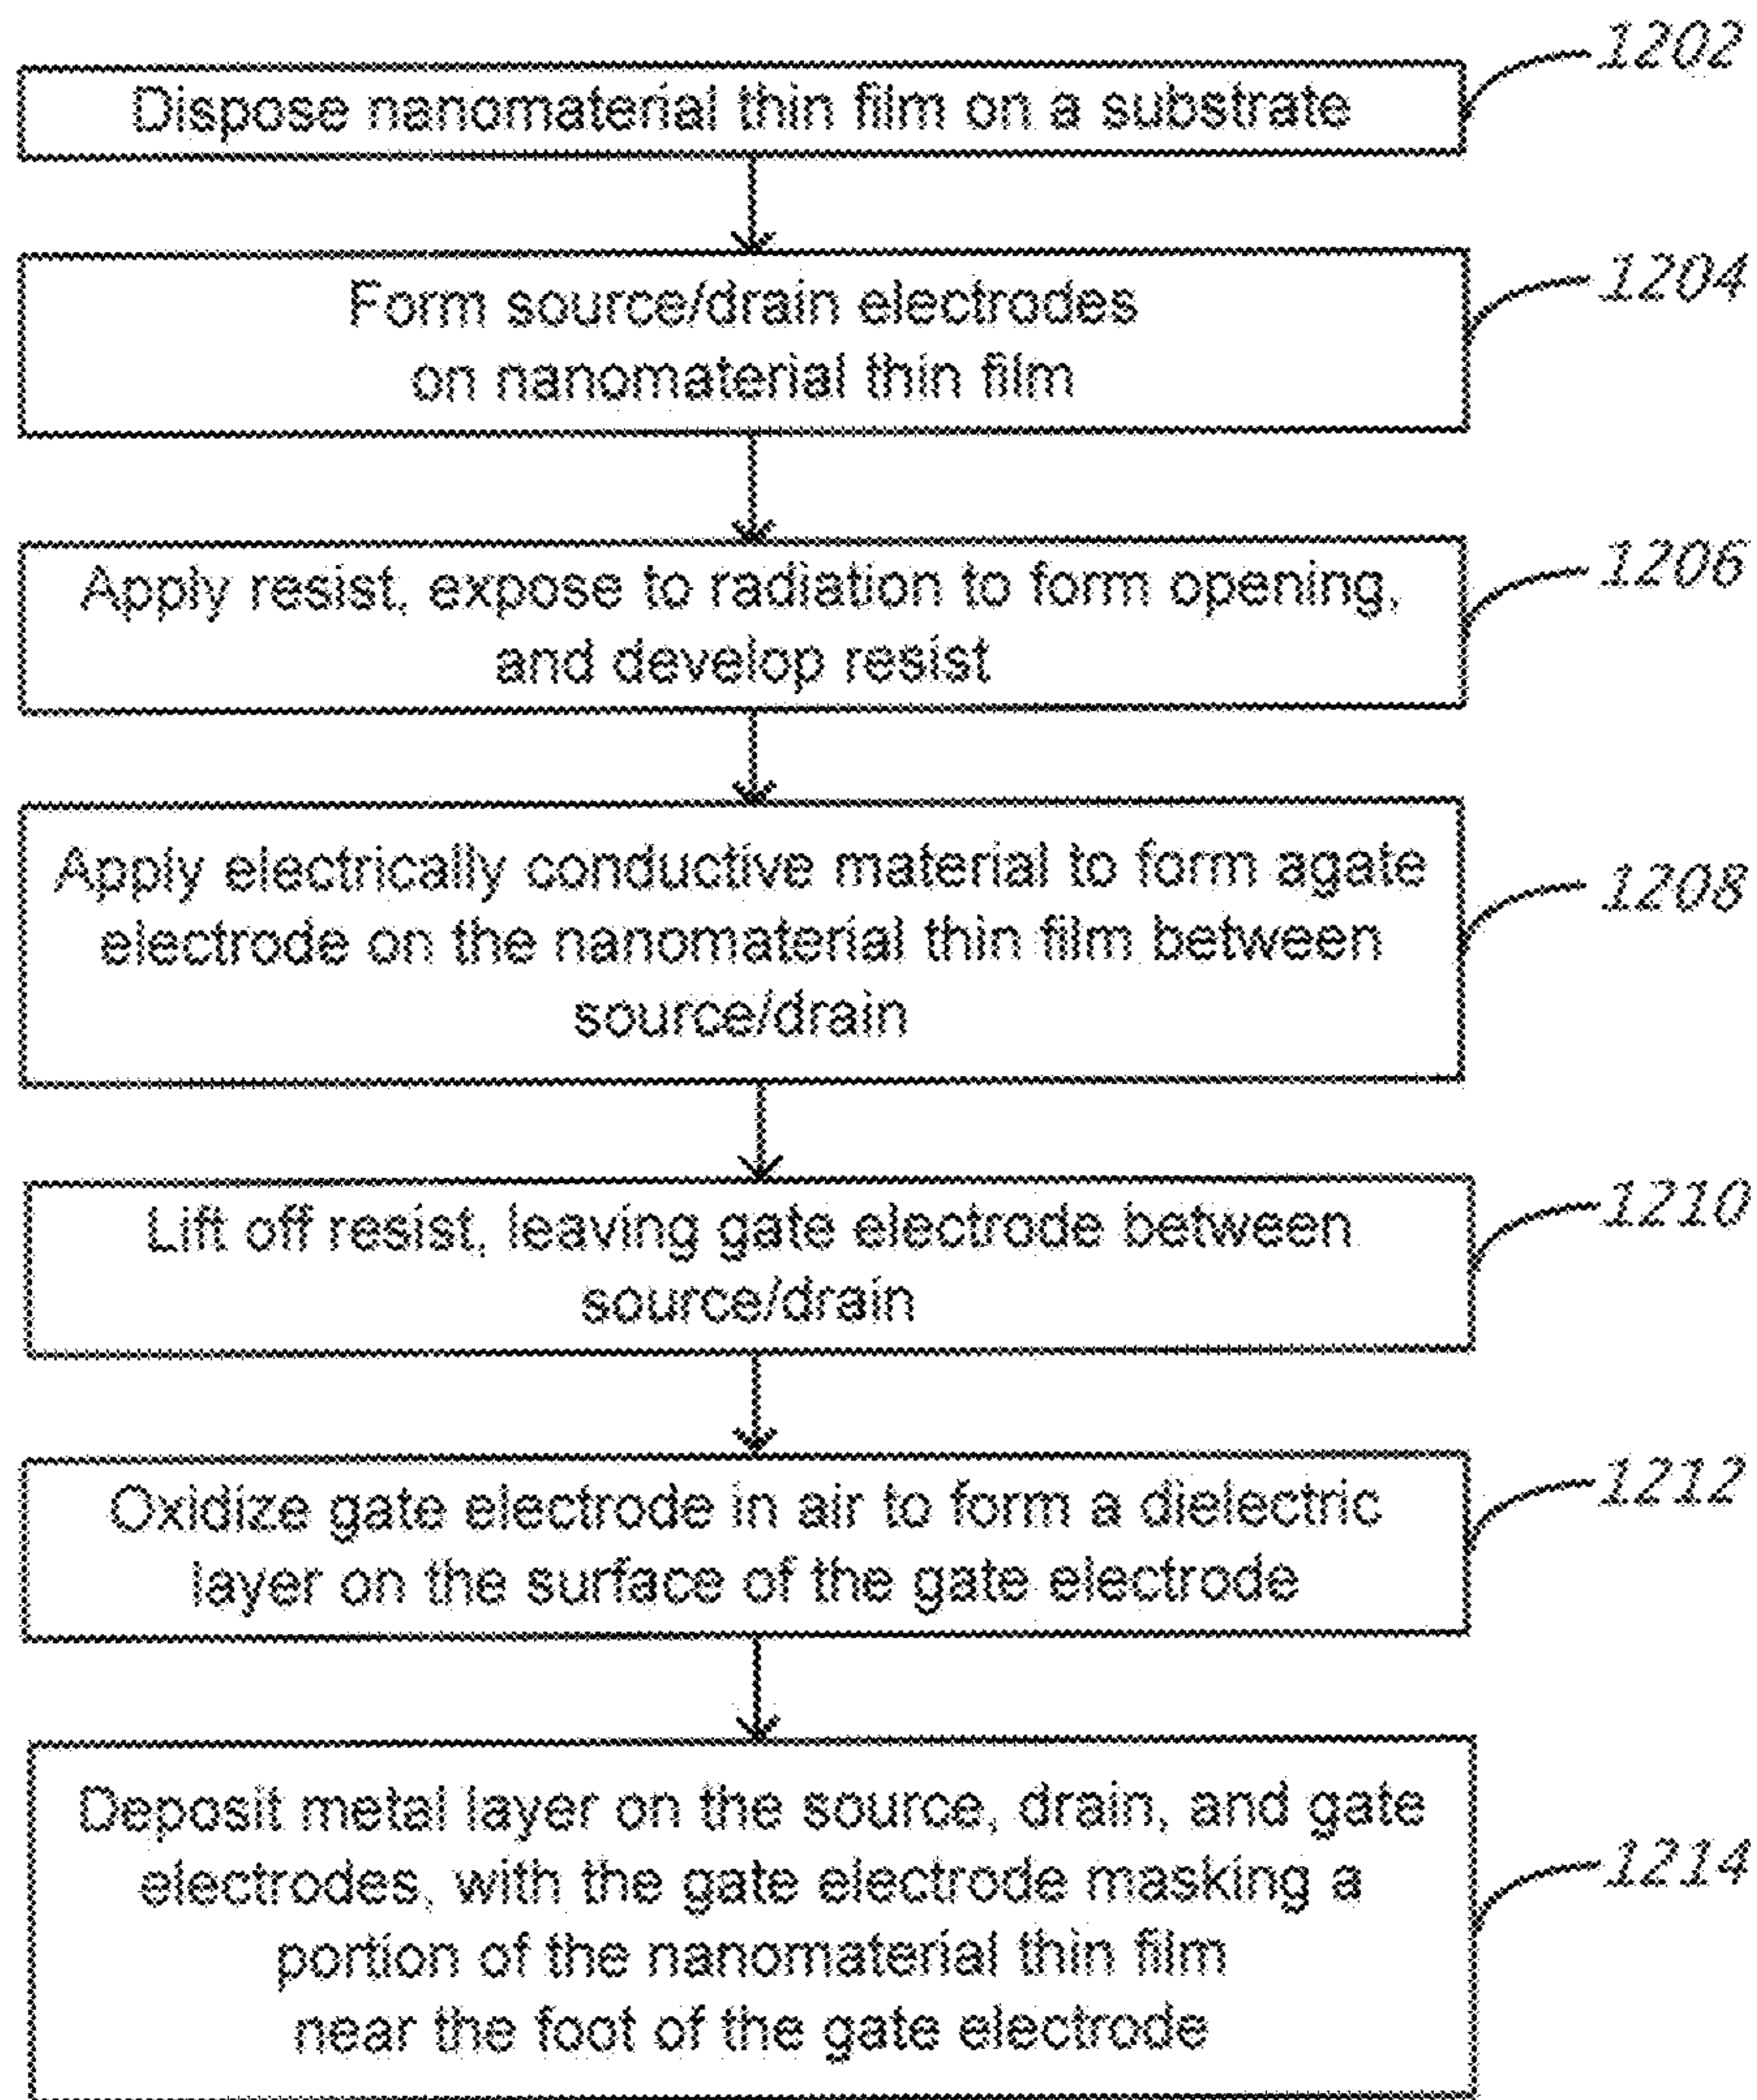 1202
Dispose nanomaterial thin film on a substrate
1204
Form source/drain electrodes
on nanomaterial thin film
1206
Apply resist, expose to radiation to form opening,
and develop resist
1208
Apply electrically conductive material to form agate
electrode on the nanomaterial thin film between
source/drain
1210
Lift off resist, leaving gate electrode between
source/drain
1212
Oxidize gate electrode in air to form a dielectric
layer on the surface of the gate electrode
1214
Deposit metal layer on the source, drain, and gate
electrodes, with the gate electrode masking a
portion of the nanomaterial thin film
near the foot of the gate electrode